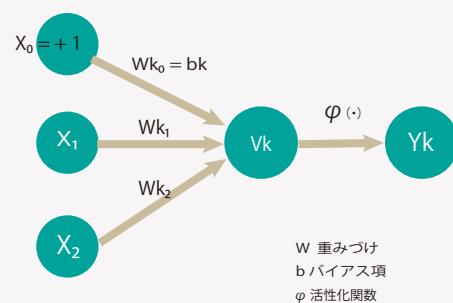 X₀ = + 1
Wk₀ = bk
X₁
Wk₁
Vk
φ (·)
Yk
Wk₂
X₂
W 重みづけ
b バイアス項
φ 活性化関数